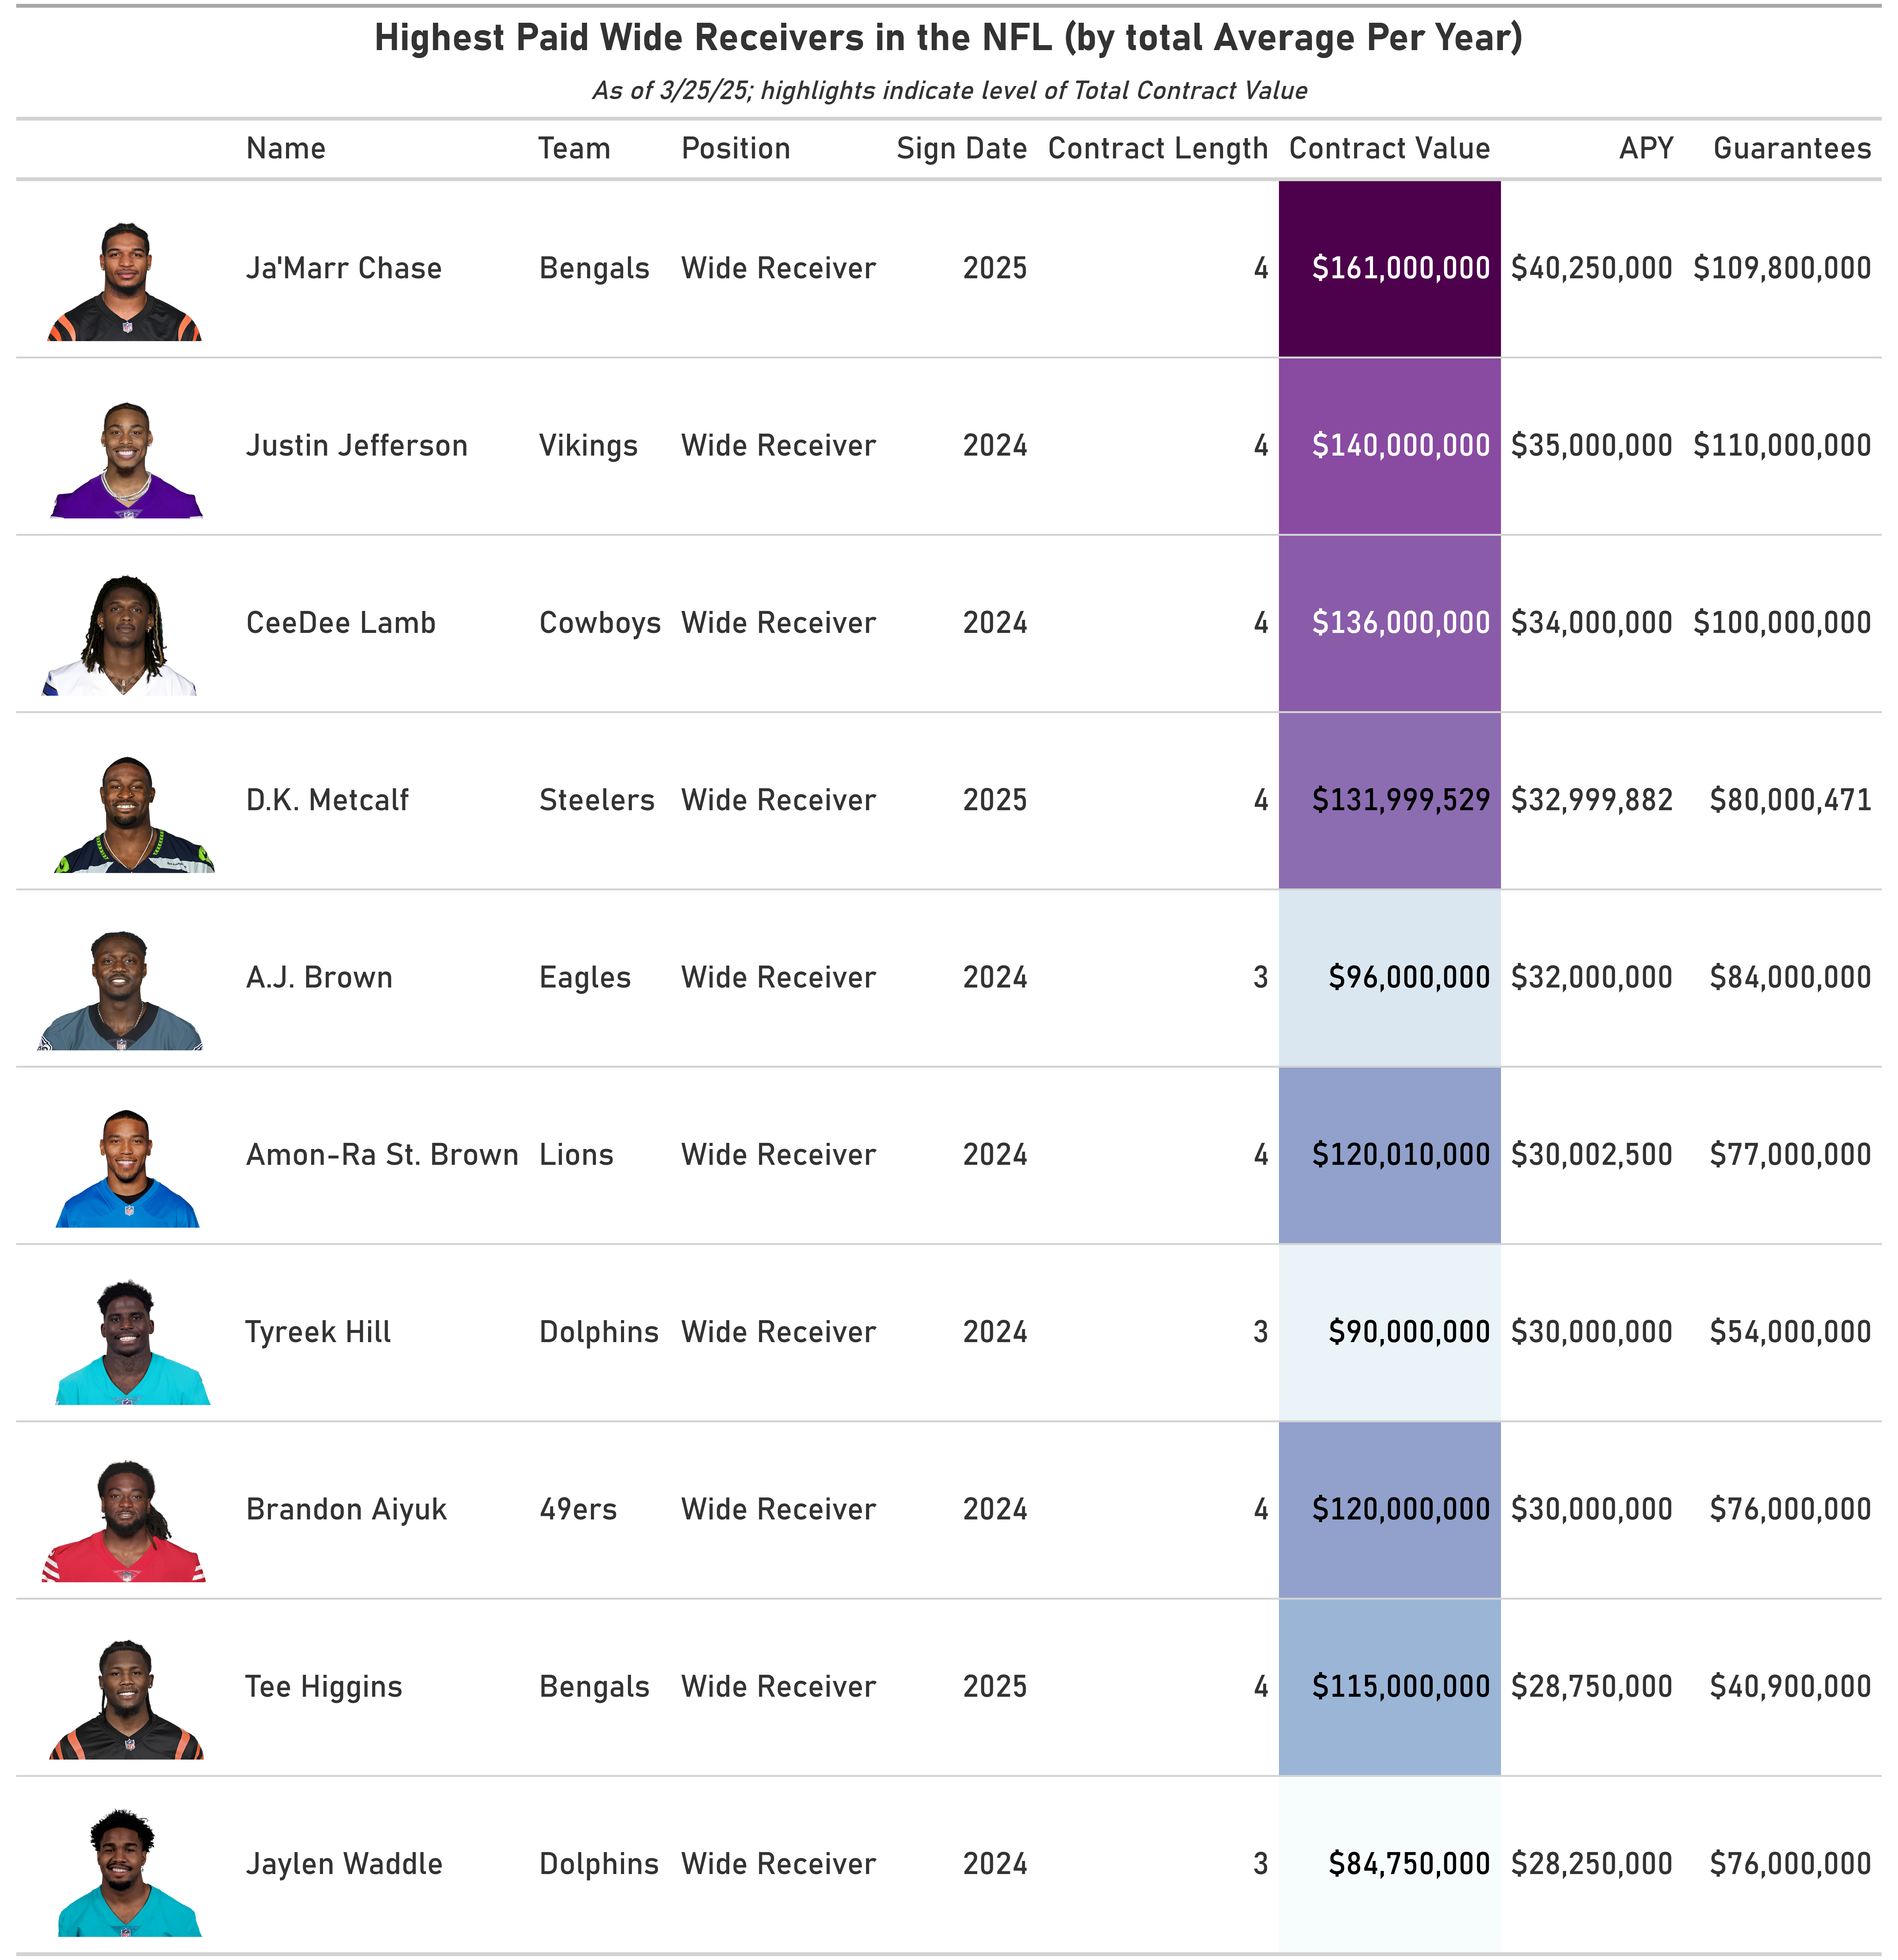 Highest Paid Wide Receivers in the NFL (by total Average Per Year)
As of 3/25/25; highlights indicate level of Total Contract Value
Name Team Position Sign Date Contract Length Contract Value APY Guarantees
Ja'Marr Chase Bengals Wide Receiver 2025 4 $161,000,000 $40,250,000 $109,800,000
Justin Jefferson Vikings Wide Receiver 2024 4 $140,000,000 $35,000,000 $110,000,000
CeeDee Lamb Cowboys Wide Receiver 2024 4 $136,000,000 $34,000,000 $100,000,000
D.K. Metcalf Steelers Wide Receiver 2025 4 $131,999,529 $32,999,882 $80,000,471
A.J. Brown Eagles Wide Receiver 2024 3 $96,000,000 $32,000,000 $84,000,000
Amon-Ra St. Brown Lions Wide Receiver 2024 4 $120,010,000 $30,002,500 $77,000,000
Tyreek Hill Dolphins Wide Receiver 2024 3 $90,000,000 $30,000,000 $54,000,000
Brandon Aiyuk 49ers Wide Receiver 2024 4 $120,000,000 $30,000,000 $76,000,000
Tee Higgins Bengals Wide Receiver 2025 4 $115,000,000 $28,750,000 $40,900,000
Jaylen Waddle Dolphins Wide Receiver 2024 3 $84,750,000 $28,250,000 $76,000,000